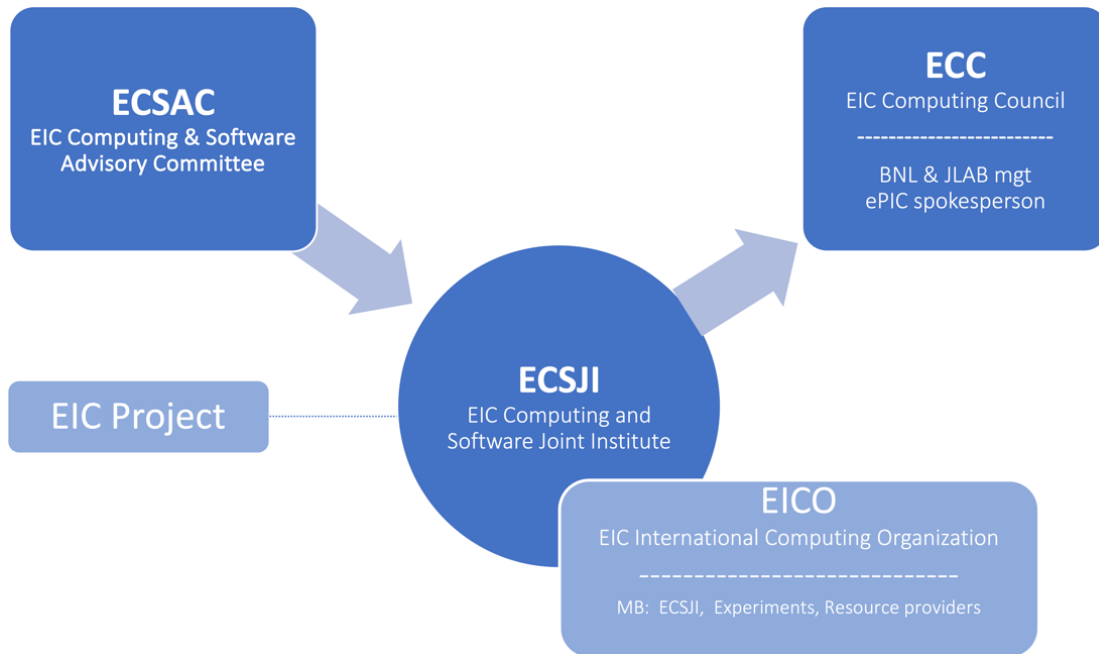 ECSAC
EIC Computing & Software
Advisory Committee
ECC
EIC Computing Council
--------------------------
BNL & JLAB mgt
ePIC spokesperson
EIC Project
ECSJI
EIC Computing and
Software Joint Institute
EICO
EIC International Computing Organization
------------------------------
MB:  ECSJI,  Experiments, Resource providers